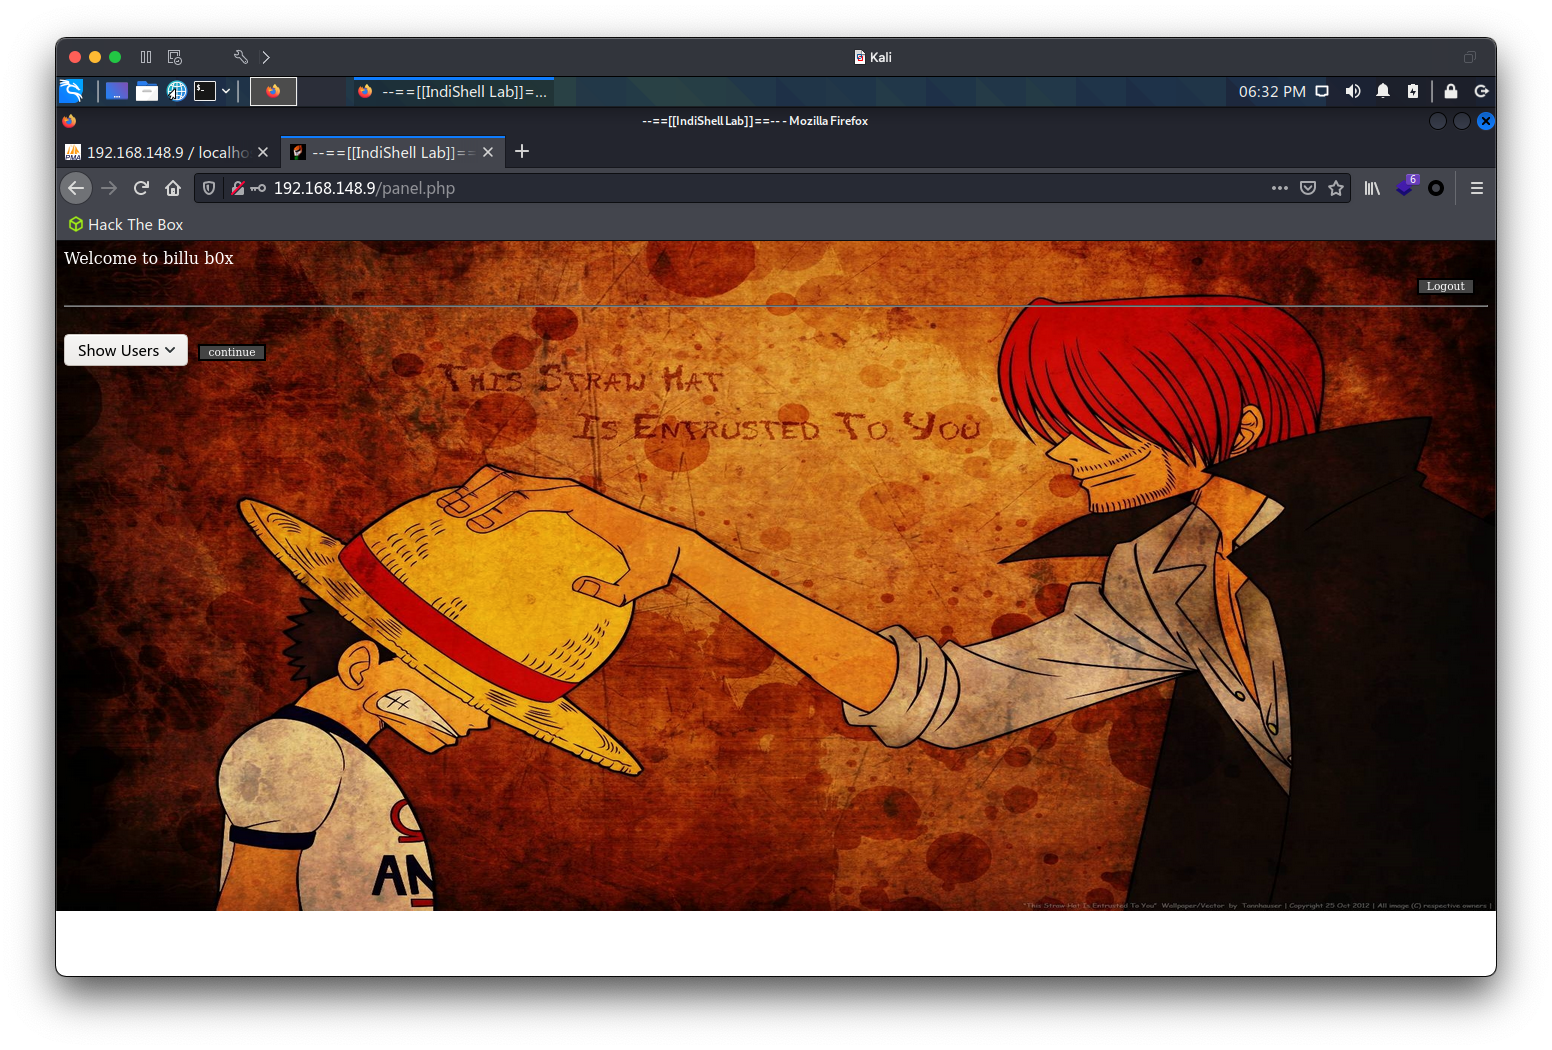 Kali
--==[[IndiShell Lab]]=...
06:32 PM
--==[[IndiShell Lab]]==-- - Mozilla Firefox
192.168.148.9 / localho
--==[[IndiShell Lab]]==
192.168.148.9/panel.php
6
Hack The Box
Welcome to billu b0x
Logout
Show Users
continue
This Straw Hat
Is Entrusted To You
AN
"This Straw Hat Is Entrusted To You" Wallpaper/Vector by Tannhauser | Copyright 25 Oct 2012 | All image (C) respective owners |